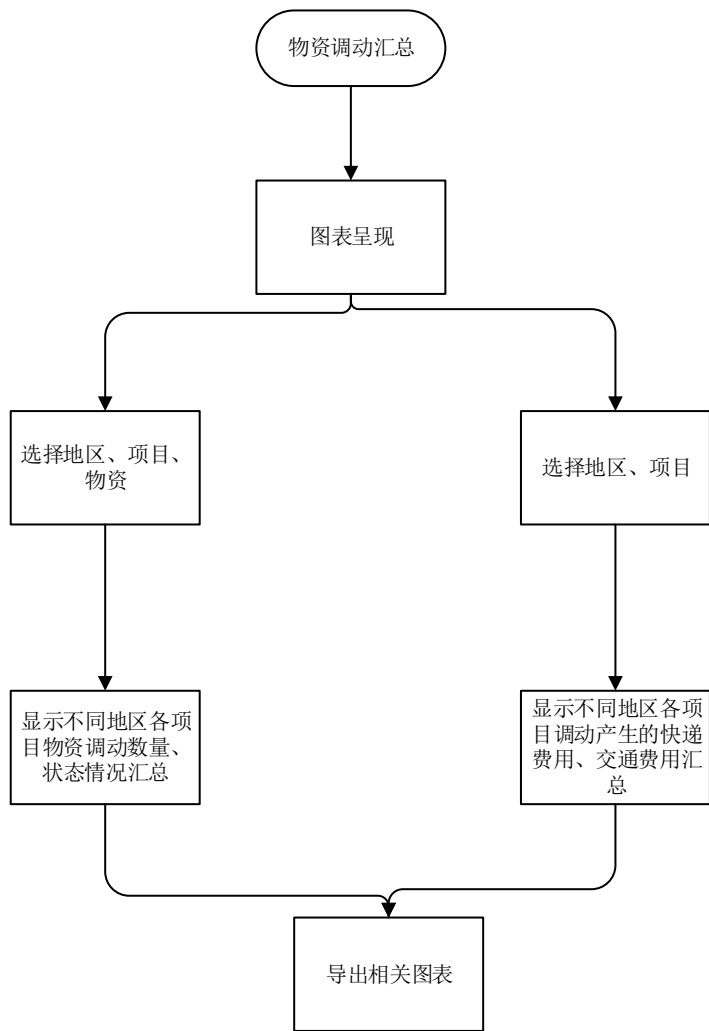 物资调动汇总
图表呈现
选择地区、项目、
物资
选择地区、项目
显示不同地区各项
目物资调动数量、
状态情况汇总
显示不同地区各项
目调动产生的快递
费用、交通费用汇
总
导出相关图表